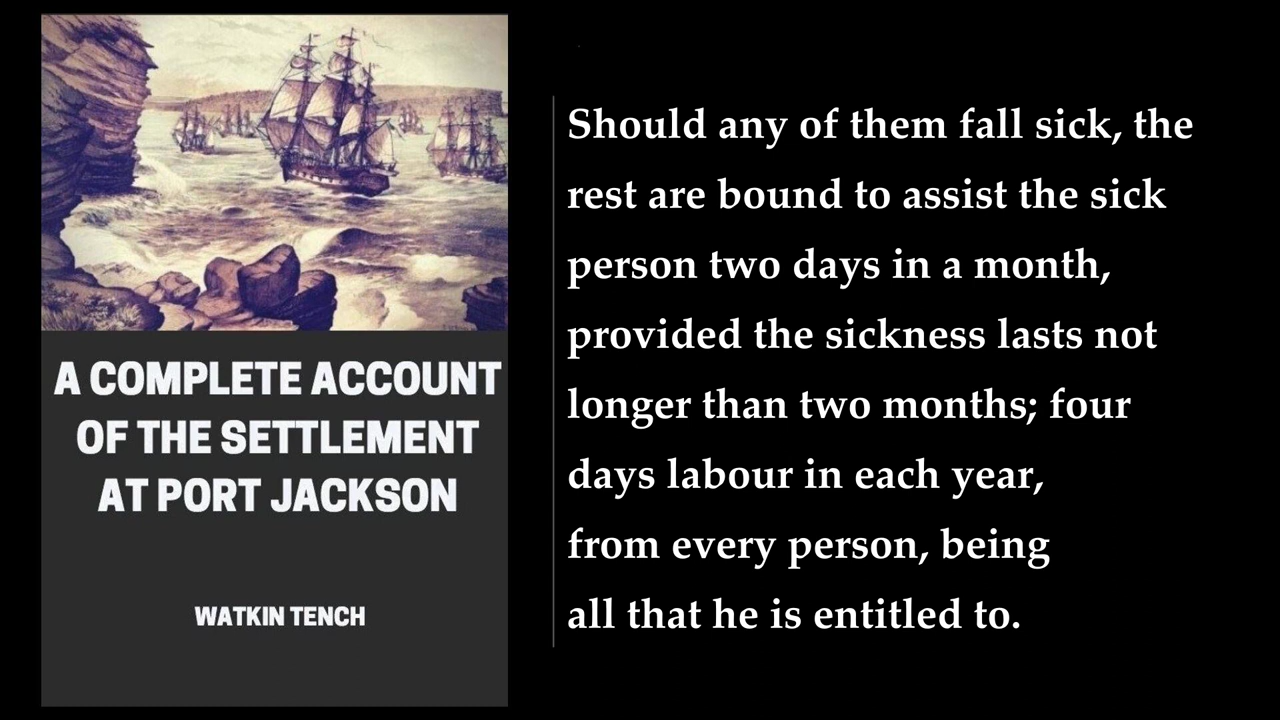 A COMPLETE ACCOUNT
OF THE SETTLEMENT
AT PORT JACKSON
WATKIN TENCH
Should any of them fall sick, the
rest are bound to assist the sick
person two days in a month,
provided the sickness lasts not
longer than two months; four
days labour in each year,
from every person, being
all that he is entitled to.